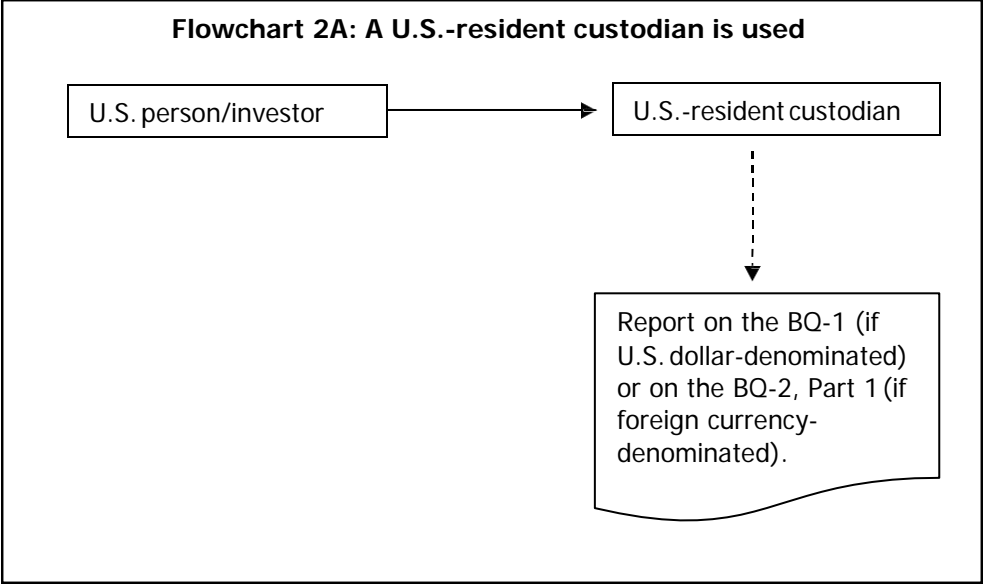 Flowchart 2A: A U.S.-resident custodian is used
U.S. person/investor
U.S.-resident custodian
Report on the BQ-1 (if
U.S. dollar-denominated)
or on the BQ-2, Part 1 (if
foreign currency-
denominated).